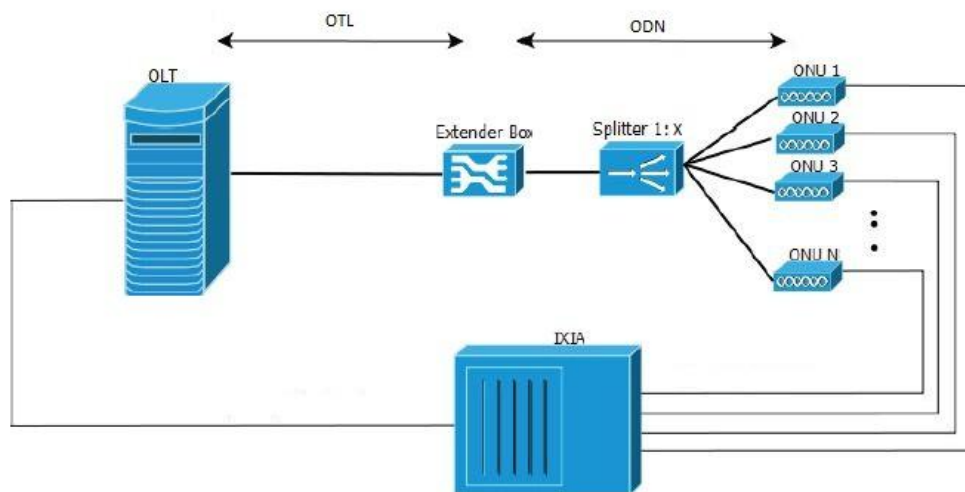 OTL
ODN
OLT
Extender Box
Splitter 1:X
ONU 1
ONU 2
ONU 3
ONU N
IXIA